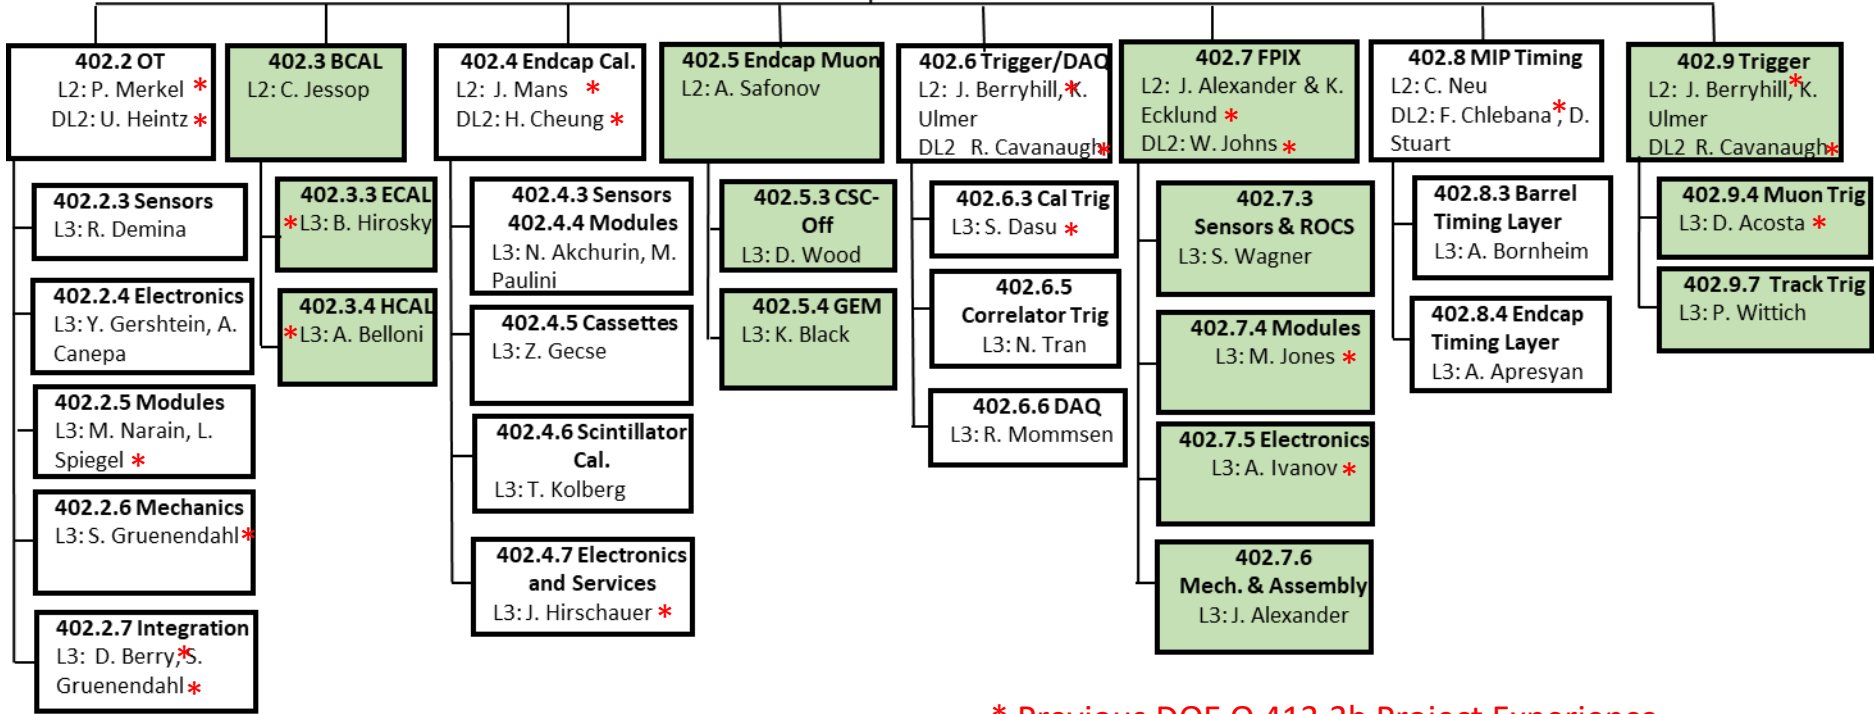 402.2 OT
L2: P. Merkel *
DL2: U. Heintz *
402.2.3 Sensors
L3: R. Demina
402.2.4 Electronics
L3: Y. Gershtein, A.
Canepa
402.2.5 Modules
L3: M. Narain, L.
Spiegel *
402.2.6 Mechanics
L3: S. Gruenendahl *
402.2.7 Integration
L3: D. Berry,* S.
Gruenendahl *
402.3 BCAL
L2: C. Jessop
402.3.3 ECAL
* L3: B. Hirosky
402.3.4 HCAL
* L3: A. Belloni
402.4 Endcap Cal.
L2: J. Mans *
DL2: H. Cheung *
402.4.3 Sensors
402.4.4 Modules
L3: N. Akchurin, M.
Paulini
402.4.5 Cassettes
L3: Z. Gecse
402.4.6 Scintillator
Cal.
L3: T. Kolberg
402.4.7 Electronics
and Services
L3: J. Hirschauer *
402.5 Endcap Muon
L2: A. Safonov
402.5.3 CSC-
Off
L3: D. Wood
402.5.4 GEM
L3: K. Black
402.6 Trigger/DAQ
L2: J. Berryhill,* K.
Ulmer
DL2 R. Cavanaugh *
402.6.3 Cal Trig
L3: S. Dasu *
402.6.5
Correlator Trig
L3: N. Tran
402.6.6 DAQ
L3: R. Mommsen
402.7 FPIX
L2: J. Alexander & K.
Ecklund *
DL2: W. Johns *
402.7.3
Sensors & ROCS
L3: S. Wagner
402.7.4 Modules
L3: M. Jones *
402.7.5 Electronics
L3: A. Ivanov *
402.7.6
Mech. & Assembly
L3: J. Alexander
402.8 MIP Timing
L2: C. Neu
DL2: F. Chlebana*, D.
Stuart
402.8.3 Barrel
Timing Layer
L3: A. Bornheim
402.8.4 Endcap
Timing Layer
L3: A. Apresyan
402.9 Trigger
L2: J. Berryhill,* K.
Ulmer
DL2 R. Cavanaugh *
402.9.4 Muon Trig
L3: D. Acosta *
402.9.7 Track Trig
L3: P. Wittich
* Previous DOE O 413.3b Project Experience